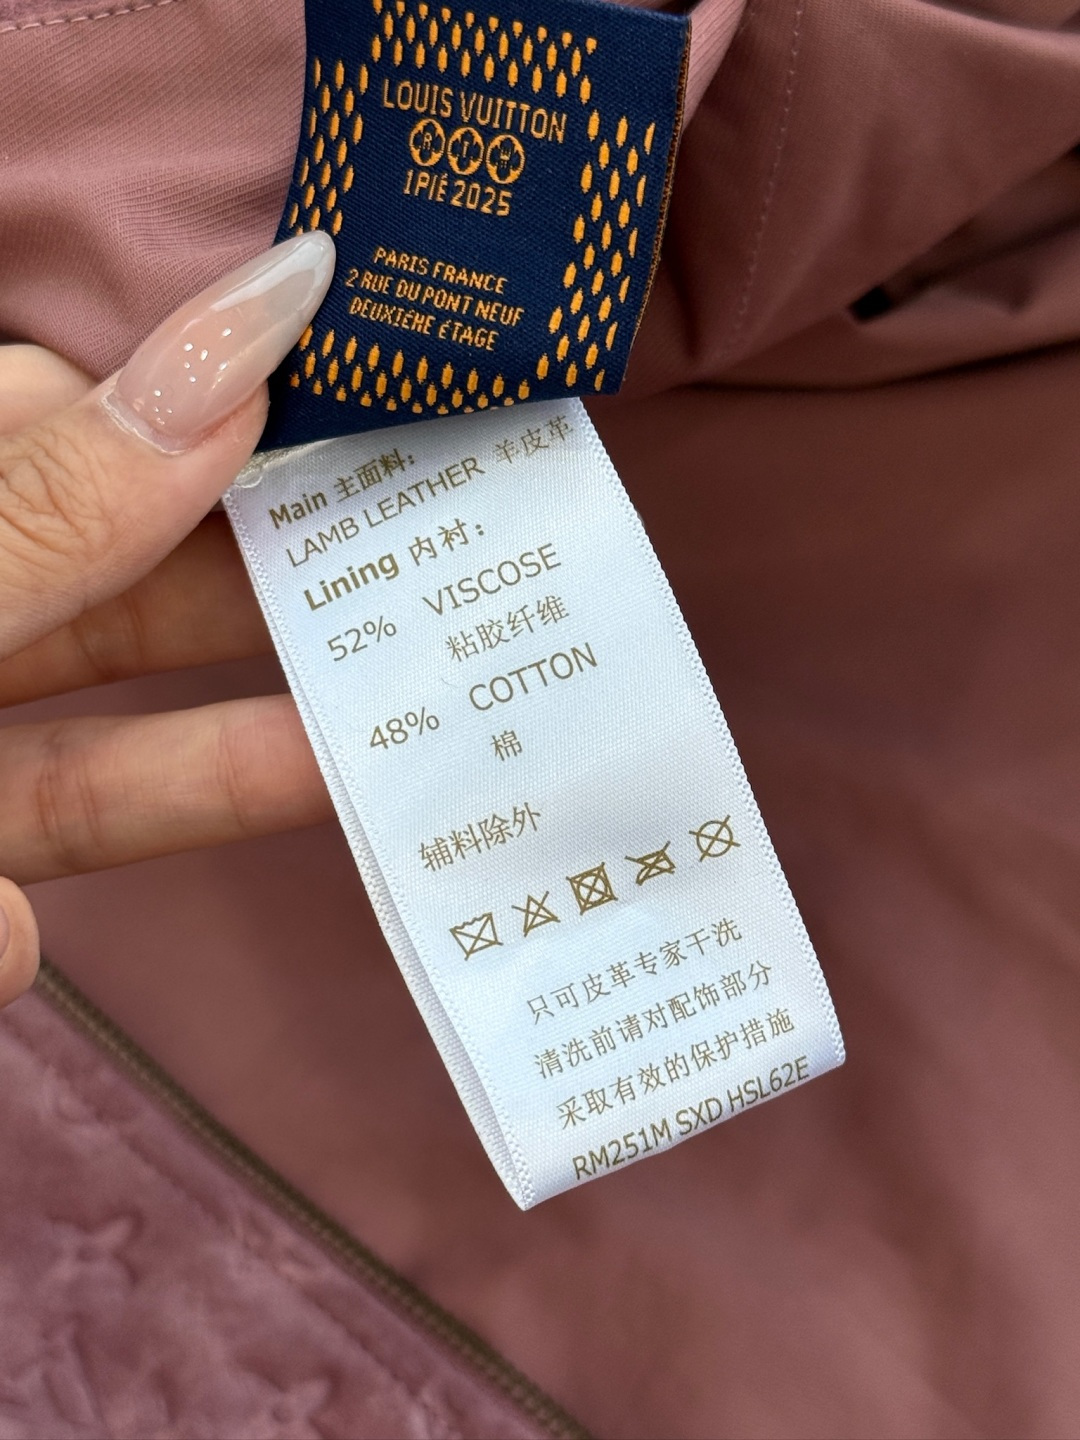 LOUIS VUITTON
R T W
1PIÉ 2025
PARIS FRANCE
2 RUE DU PONT NEUF
DEUXIÉHE ÉTAGE
Main 主面料:
LAMB LEATHER 羊皮革
Lining 内衬:
52% VISCOSE
粘胶纤维
48% COTTON
棉
辅料除外
只可皮革专家干洗
清洗前请对配饰部分
采取有效的保护措施
RM251M SXD HSL62E